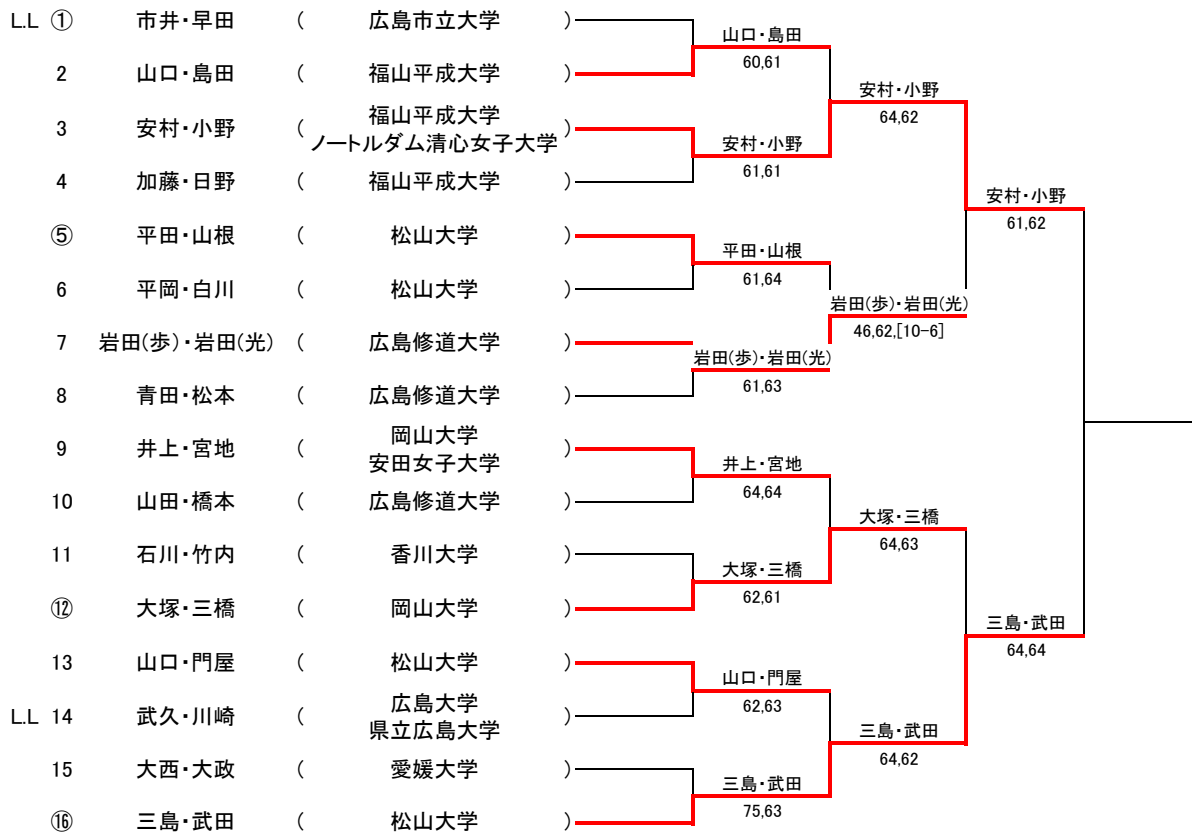 L.L ① 市井・早田 ( 広島市立大学 )
2 山口・島田 ( 福山平成大学 )
3 安村・小野 ( 福山平成大学
ノートルダム清心女子大学 )
4 加藤・日野 ( 福山平成大学 )
⑤ 平田・山根 ( 松山大学 )
6 平岡・白川 ( 松山大学 )
7 岩田(歩)・岩田(光) ( 広島修道大学 )
8 青田・松本 ( 広島修道大学 )
9 井上・宮地 ( 岡山大学
安田女子大学 )
10 山田・橋本 ( 広島修道大学 )
11 石川・竹内 ( 香川大学 )
⑫ 大塚・三橋 ( 岡山大学 )
13 山口・門屋 ( 松山大学 )
L.L 14 武久・川崎 ( 広島大学
県立広島大学 )
15 大西・大政 ( 愛媛大学 )
⑯ 三島・武田 ( 松山大学 )
山口・島田
60,61
安村・小野
61,61
平田・山根
61,64
岩田(歩)・岩田(光)
61,63
井上・宮地
64,64
大塚・三橋
62,61
山口・門屋
62,63
三島・武田
75,63
安村・小野
64,62
岩田(歩)・岩田(光)
46,62,[10-6]
大塚・三橋
64,63
三島・武田
64,62
安村・小野
61,62
三島・武田
64,64